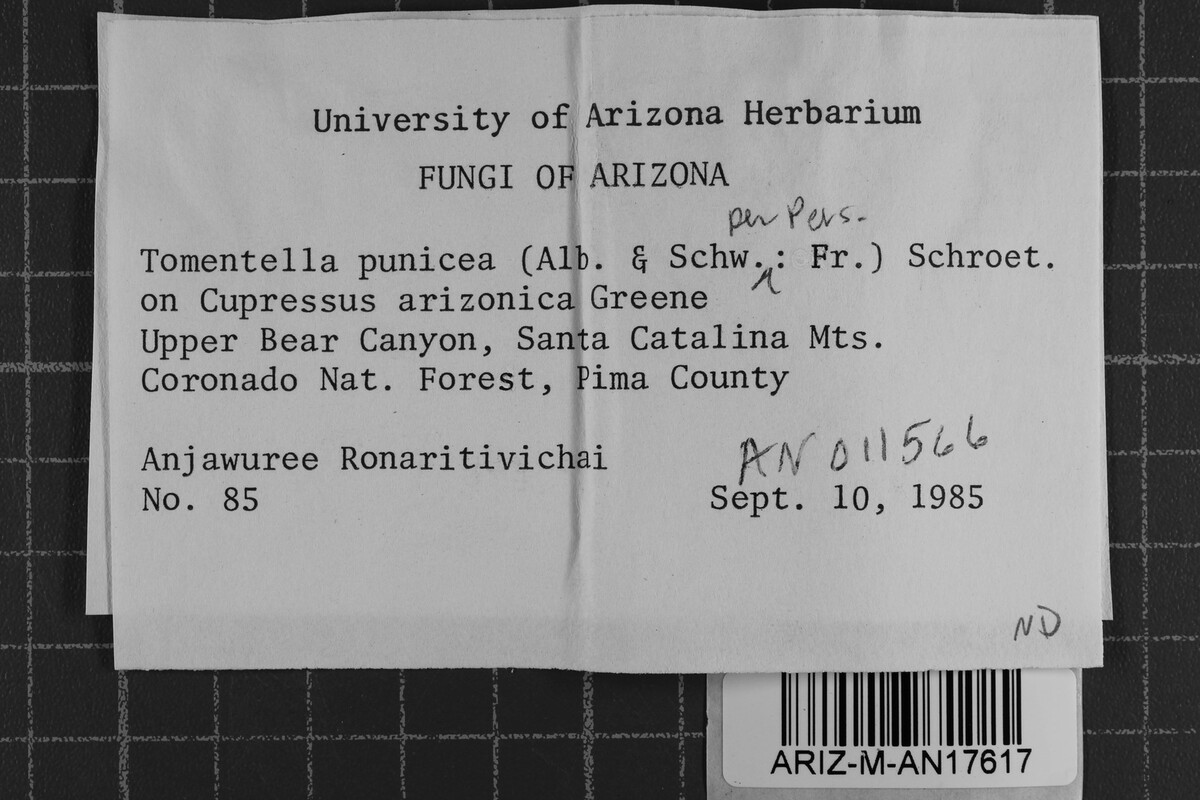 University of Arizona Herbarium
FUNGI OF ARIZONA
per Pers.
Tomentella punicea (Alb. & Schw.: Fr.) Schroet.
on Cupressus arizonica Greene
Upper Bear Canyon, Santa Catalina Mts.
Coronado Nat. Forest, Pima County
Anjawuree Ronaritivichai
AN 011566
No. 85
Sept. 10, 1985
ND
ARIZ-M-AN17617